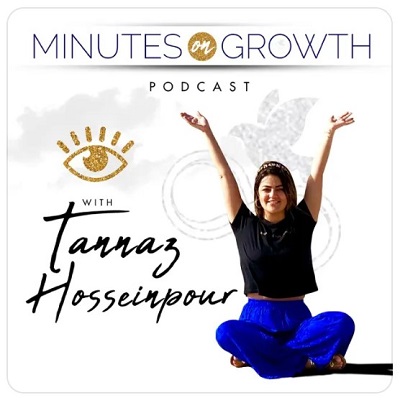 MINUTES on GROWTH
PODCAST
WITH
Tannaz
Hosseinpour